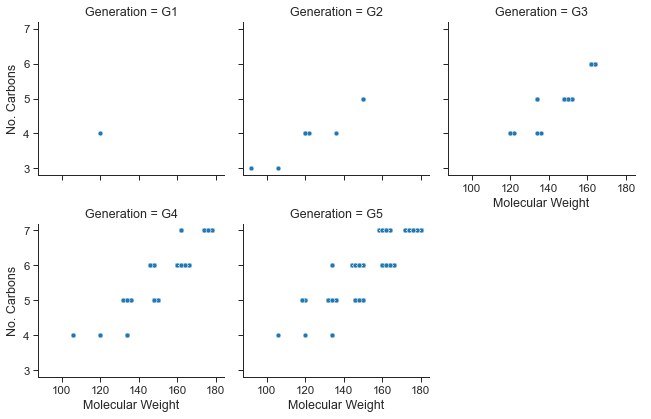 Generation = G1
Generation = G2
Generation = G3
7
6
5
4
3
No. Carbons
100 120 140 160 180
Molecular Weight
Generation = G4
Generation = G5
7
6
5
4
3
No. Carbons
100 120 140 160 180
Molecular Weight
100 120 140 160 180
Molecular Weight